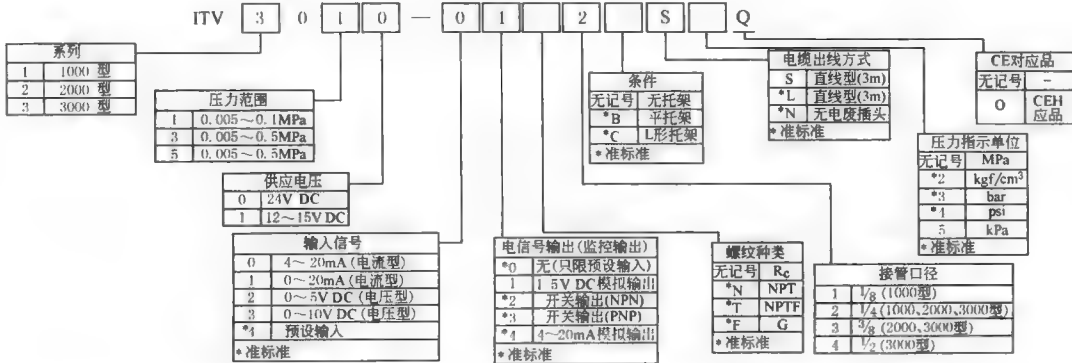 ITV 3 0 1 0 — 0 1 2 S Q
系列
1 1000 型
2 2000 型
3 3000 型
压力范围
1 0.005～0.1MPa
3 0.005～0.5MPa
5 0.005～0.5MPa
供应电压
0 24V DC
1 12～15V DC
输入信号
0 4～20mA (电流型)
1 0～20mA (电流型)
2 0～5V DC (电压型)
3 0～10V DC (电压型)
*4 预设输入
*准标准
电信号输出(监控输出)
*0 无(只限预设输入)
1 1 5V DC模拟输出
*2 开关输出(NPN)
*3 开关输出(PNP)
*4 4～20mA模拟输出
*准标准
条件
无记号 无托架
*B 平托架
*C L形托架
*准标准
螺纹种类
无记号 Rc
*N NPT
*T NPTF
*F G
*准标准
电缆出线方式
S 直线型(3m)
*L 直线型(3m)
*N 无电废插头
*准标准
接管口径
1 1/8 (1000型)
2 1/4 (1000、2000、3000型)
3 3/8 (2000、3000型)
4 1/2 (3000型)
压力指示单位
无记号 MPa
*2 kgf/cm³
*3 bar
*4 psi
5 kPa
*准标准
CE对应品
无记号 –
O CEH应品